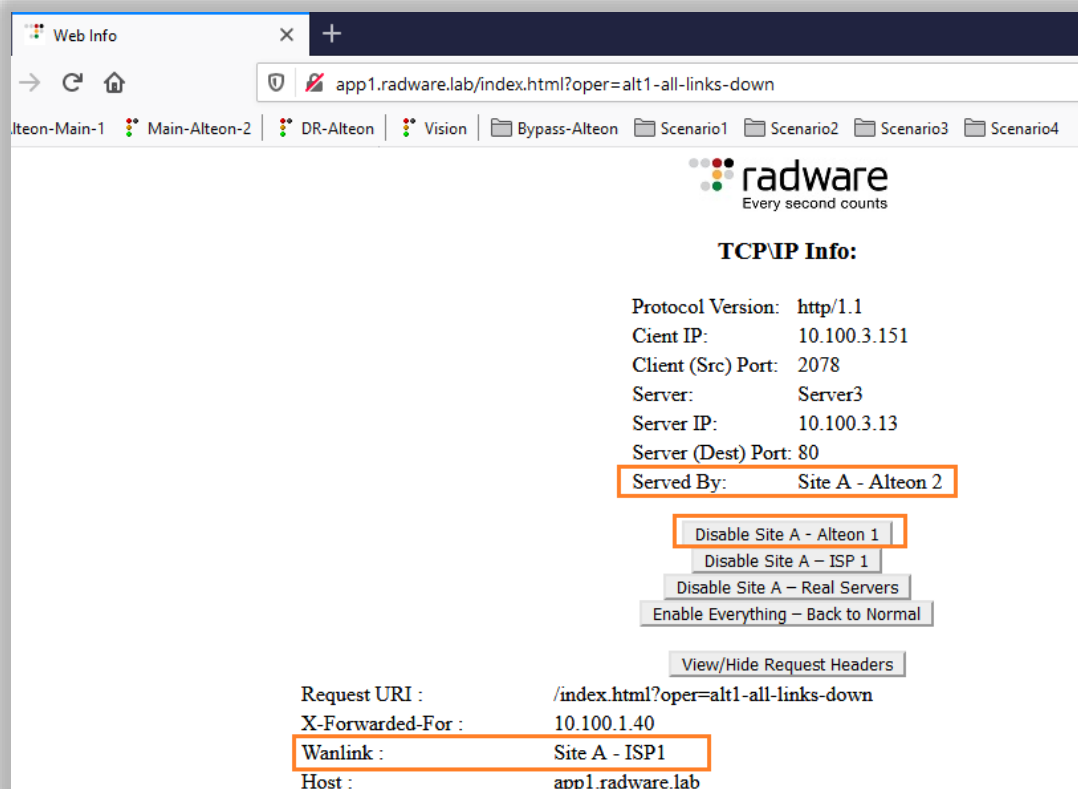 Web Info
app1.radware.lab/index.html?oper=alt1-all-links-down
lteon-Main-1 Main-Alteon-2 DR-Alteon Vision Bypass-Alteon Scenario1 Scenario2 Scenario3 Scenario4
radware
Every second counts
TCP\IP Info:
Protocol Version: http/1.1
Cient IP: 10.100.3.151
Client (Src) Port: 2078
Server: Server3
Server IP: 10.100.3.13
Server (Dest) Port: 80
Served By: Site A - Alteon 2
Disable Site A - Alteon 1
Disable Site A – ISP 1
Disable Site A – Real Servers
Enable Everything – Back to Normal
View/Hide Request Headers
Request URI : /index.html?oper=alt1-all-links-down
X-Forwarded-For : 10.100.1.40
Wanlink : Site A - ISP1
Host : app1.radware.lab